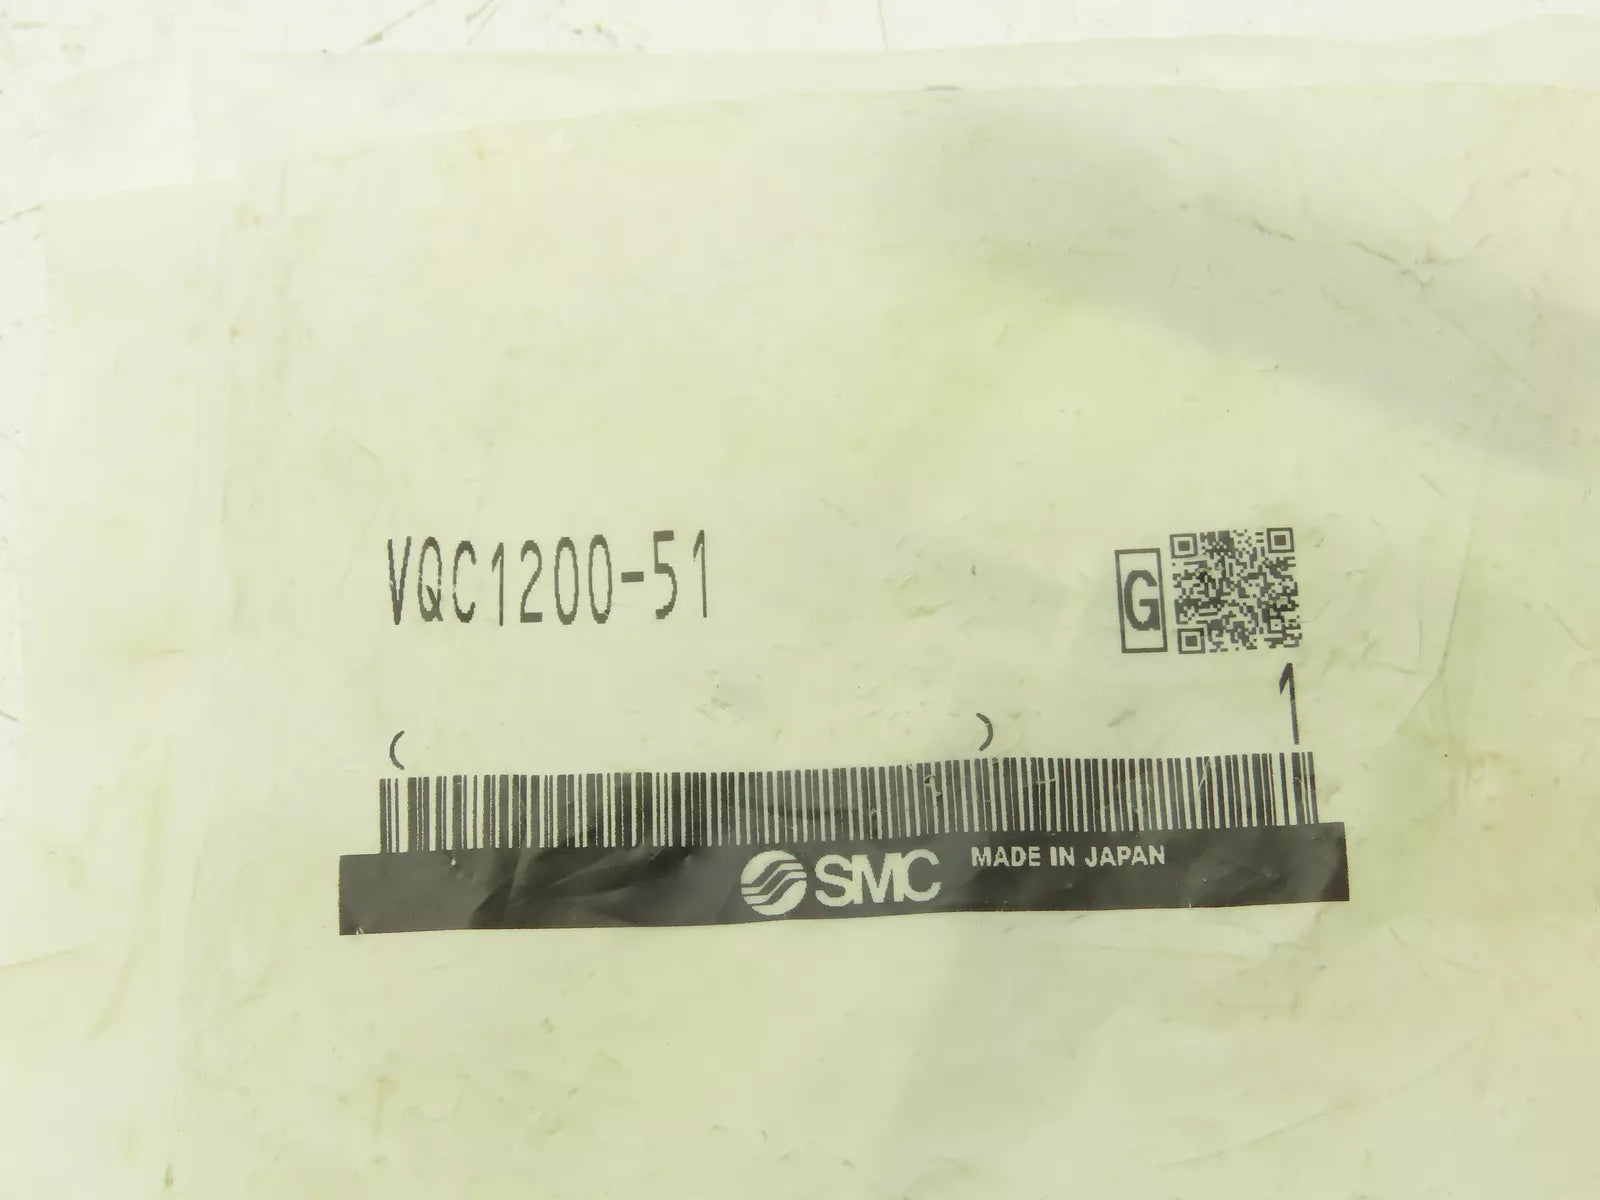 VQC1200-51
G
1
( )
SMC MADE IN JAPAN